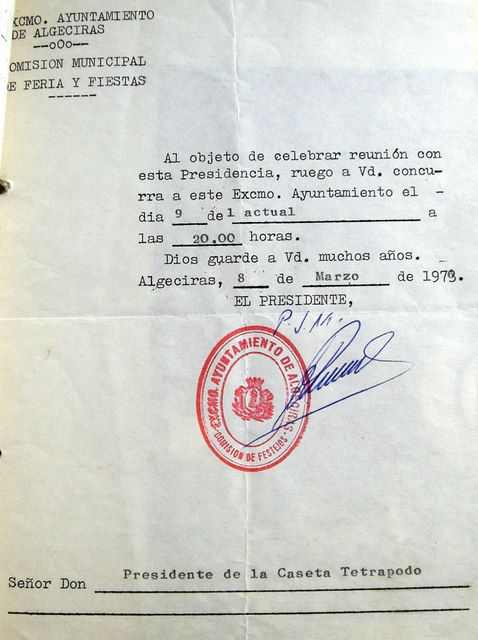 EXCMO. AYUNTAMIENTO
DE ALGECIRAS
--oOo--
OMISION MUNICIPAL
E FERIA Y FIESTAS
------
Al objeto de celebrar reunión con
esta Presidencia, ruego a Vd. concu-
rra a este Excmo. Ayuntamiento el -
dia 9 del actual a
las 20.00 horas.
Dios guarde a Vd. muchos años.
Algeciras, 8 de Marzo de 1973.
EL PRESIDENTE,
P.S.M.
EXCMO. AYUNTAMIENTO DE ALGECIRAS
COMISION DE FESTEJOS
Señor Don Presidente de la Caseta Tetrapodo